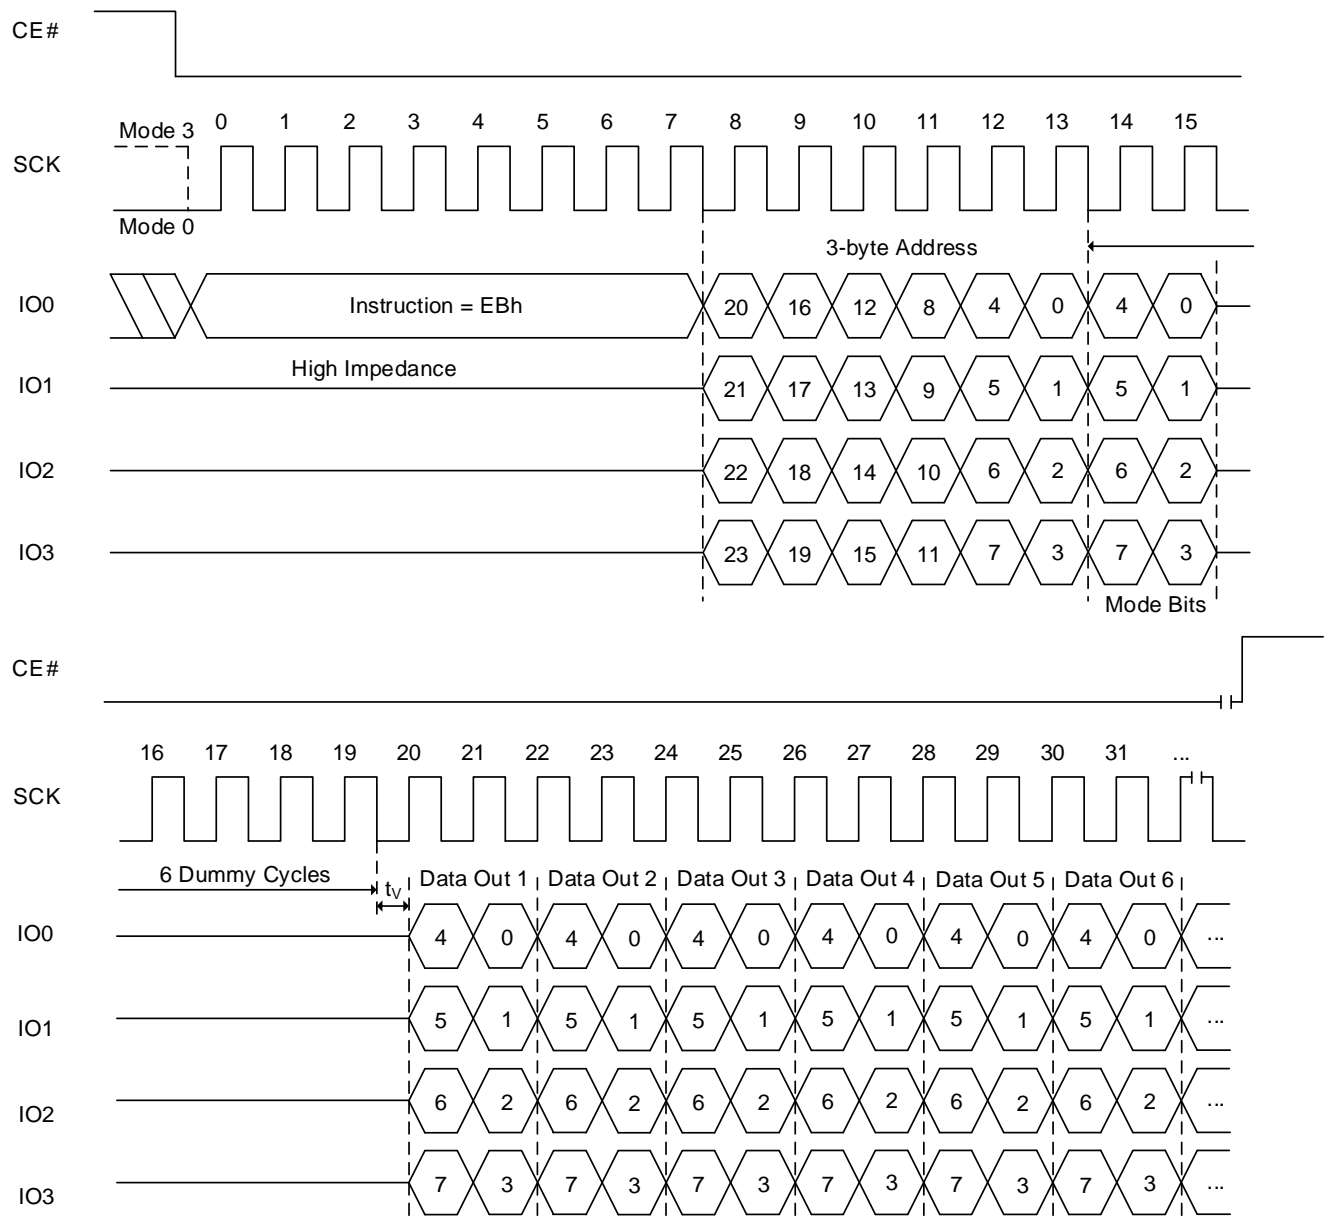 CE#
Mode 3 0 1 2 3 4 5 6 7 8 9 10 11 12 13 14 15
SCK
Mode 0
3-byte Address
IO0 Instruction = EBh 20 16 12 8 4 0 4 0
High Impedance
IO1 21 17 13 9 5 1 5 1
IO2 22 18 14 10 6 2 6 2
IO3 23 19 15 11 7 3 7 3
Mode Bits
CE#
16 17 18 19 20 21 22 23 24 25 26 27 28 29 30 31 ...
SCK
6 Dummy Cycles tV Data Out 1 Data Out 2 Data Out 3 Data Out 4 Data Out 5 Data Out 6
IO0 4 0 4 0 4 0 4 0 4 0 4 0 ...
IO1 5 1 5 1 5 1 5 1 5 1 5 1 ...
IO2 6 2 6 2 6 2 6 2 6 2 6 2 ...
IO3 7 3 7 3 7 3 7 3 7 3 7 3 ...